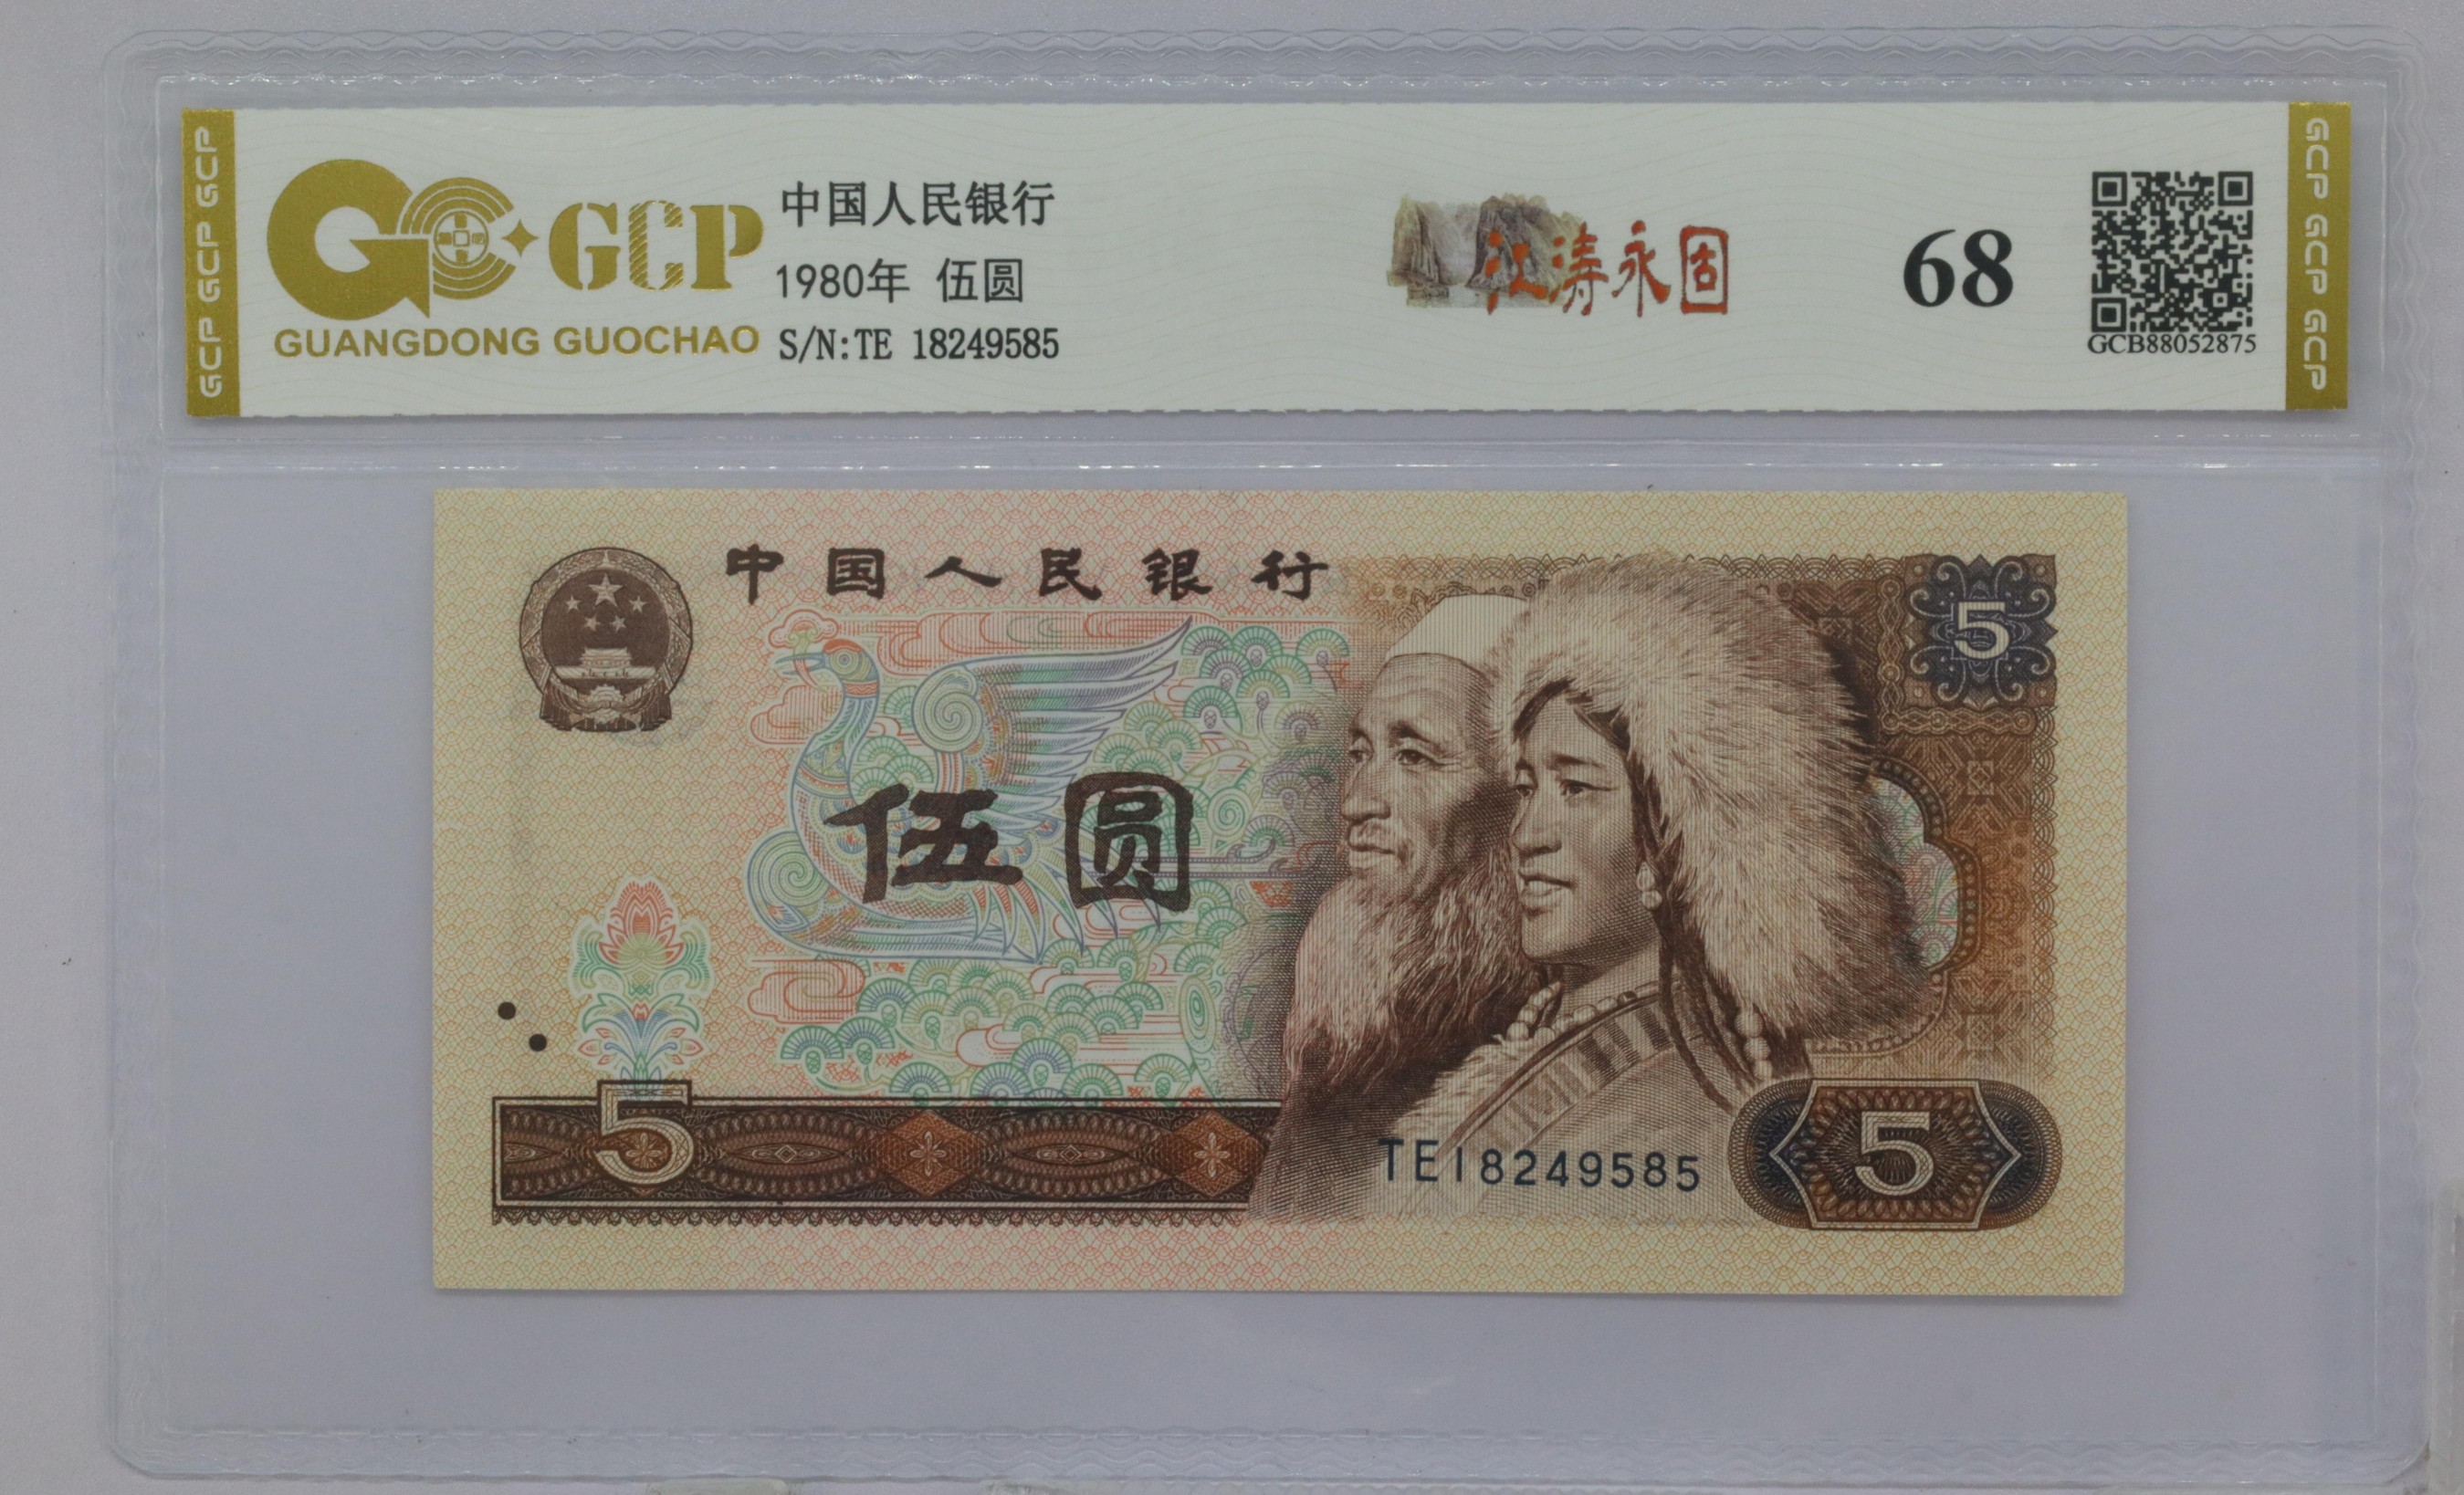 GCP GCP GCP
GCP
GUANGDONG GUOCHAO
中国人民银行
1980年 伍圆
S/N:TE 18249585
江涛永固
68
GCB88052875
GCP GCP GCP
中国人民银行
5
伍圆
5
TE18249585
5